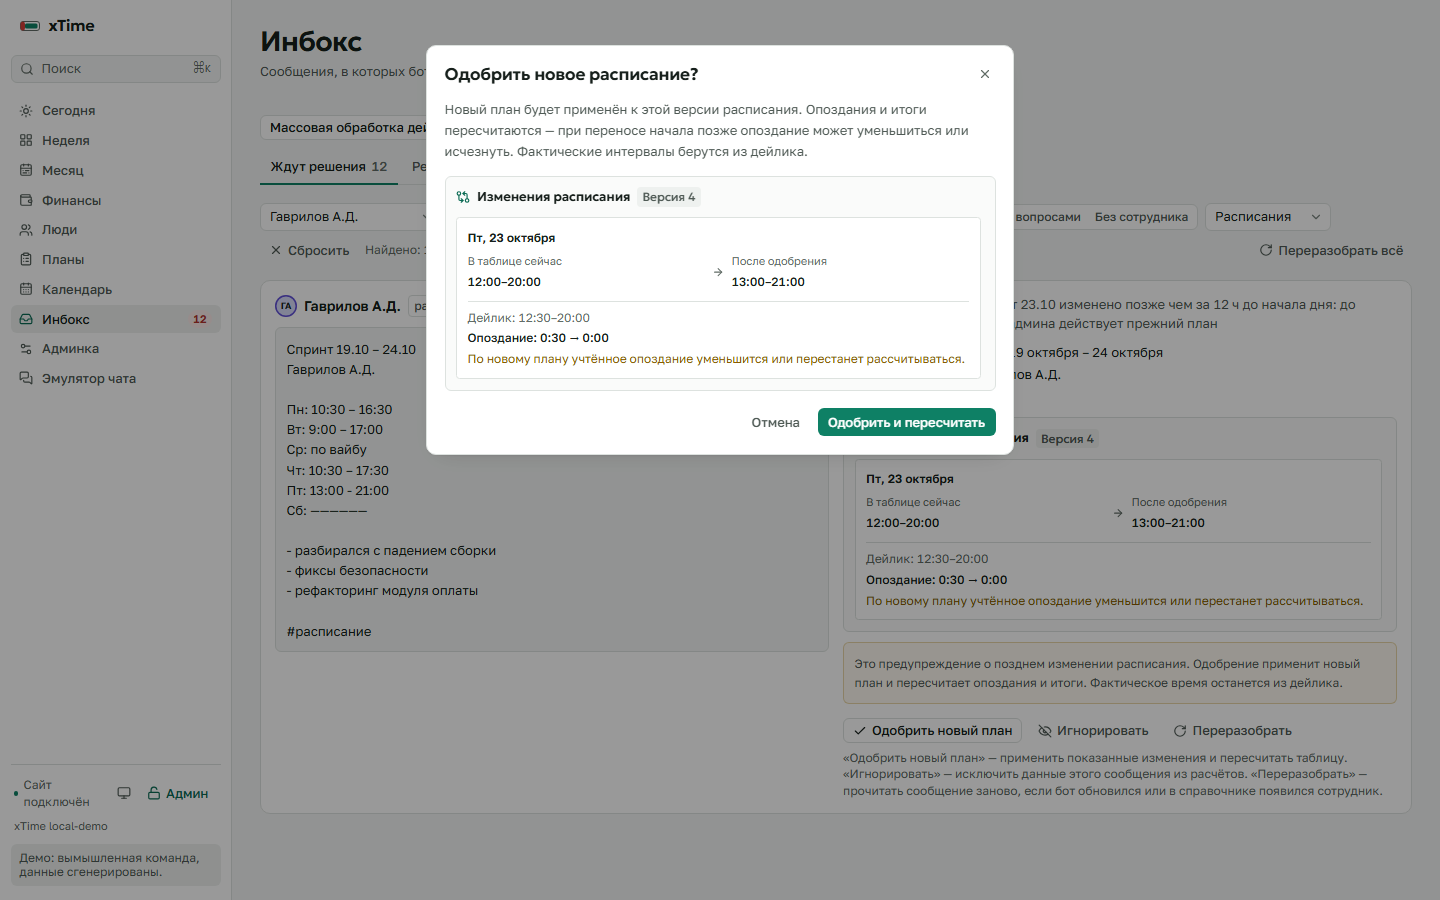 xTime
Поиск
⌘K
Сегодня
Неделя
Месяц
Финансы
Люди
Планы
Календарь
Инбокс 12
Админка
Эмулятор чата
Сайт подключён
Админ
xTime local-demo
Демо: вымышленная команда,
данные сгенерированы.
Инбокс
Сообщения, в которых
Массовая обработка
Ждут решения 12
Гаврилов А.Д.
вопросами
Без сотрудника
Расписания
Сбросить
Найдено:
Переразобрать всё
ГА
Гаврилов А.Д.
Спринт 19.10 – 24.10
Гаврилов А.Д.
Пн: 10:30 – 16:30
Вт: 9:00 – 17:00
Ср: по вайбу
Чт: 10:30 – 17:30
Пт: 13:00 - 21:00
Сб: ——————
- разбирался с падением сборки
- фиксы безопасности
- рефакторинг модуля оплаты
#расписание
Одобрить новое расписание?
Новый план будет применён к этой версии расписания. Опоздания и итоги
пересчитаются — при переносе начала позже опоздание может уменьшиться или
исчезнуть. Фактические интервалы берутся из дейлика.
Изменения расписания Версия 4
Пт, 23 октября
В таблице сейчас
12:00–20:00
→
После одобрения
13:00–21:00
Дейлик: 12:30–20:00
Опоздание: 0:30 → 0:00
По новому плану учтённое опоздание уменьшится или перестанет рассчитываться.
Отмена
Одобрить и пересчитать
23.10 изменено позже чем за 12 ч до начала дня: до
действует прежний план
октября – 24 октября
А.Д.
Версия 4
Пт, 23 октября
В таблице сейчас
12:00–20:00
→
После одобрения
13:00–21:00
Дейлик: 12:30–20:00
Опоздание: 0:30 → 0:00
По новому плану учтённое опоздание уменьшится или перестанет рассчитываться.
Это предупреждение о позднем изменении расписания. Одобрение применит новый
план и пересчитает опоздания и итоги. Фактическое время останется из дейлика.
Одобрить новый план
Игнорировать
Переразобрать
«Одобрить новый план» — применить показанные изменения и пересчитать таблицу.
«Игнорировать» — исключить данные этого сообщения из расчётов. «Переразобрать» —
прочитать сообщение заново, если бот обновился или в справочнике появился сотрудник.